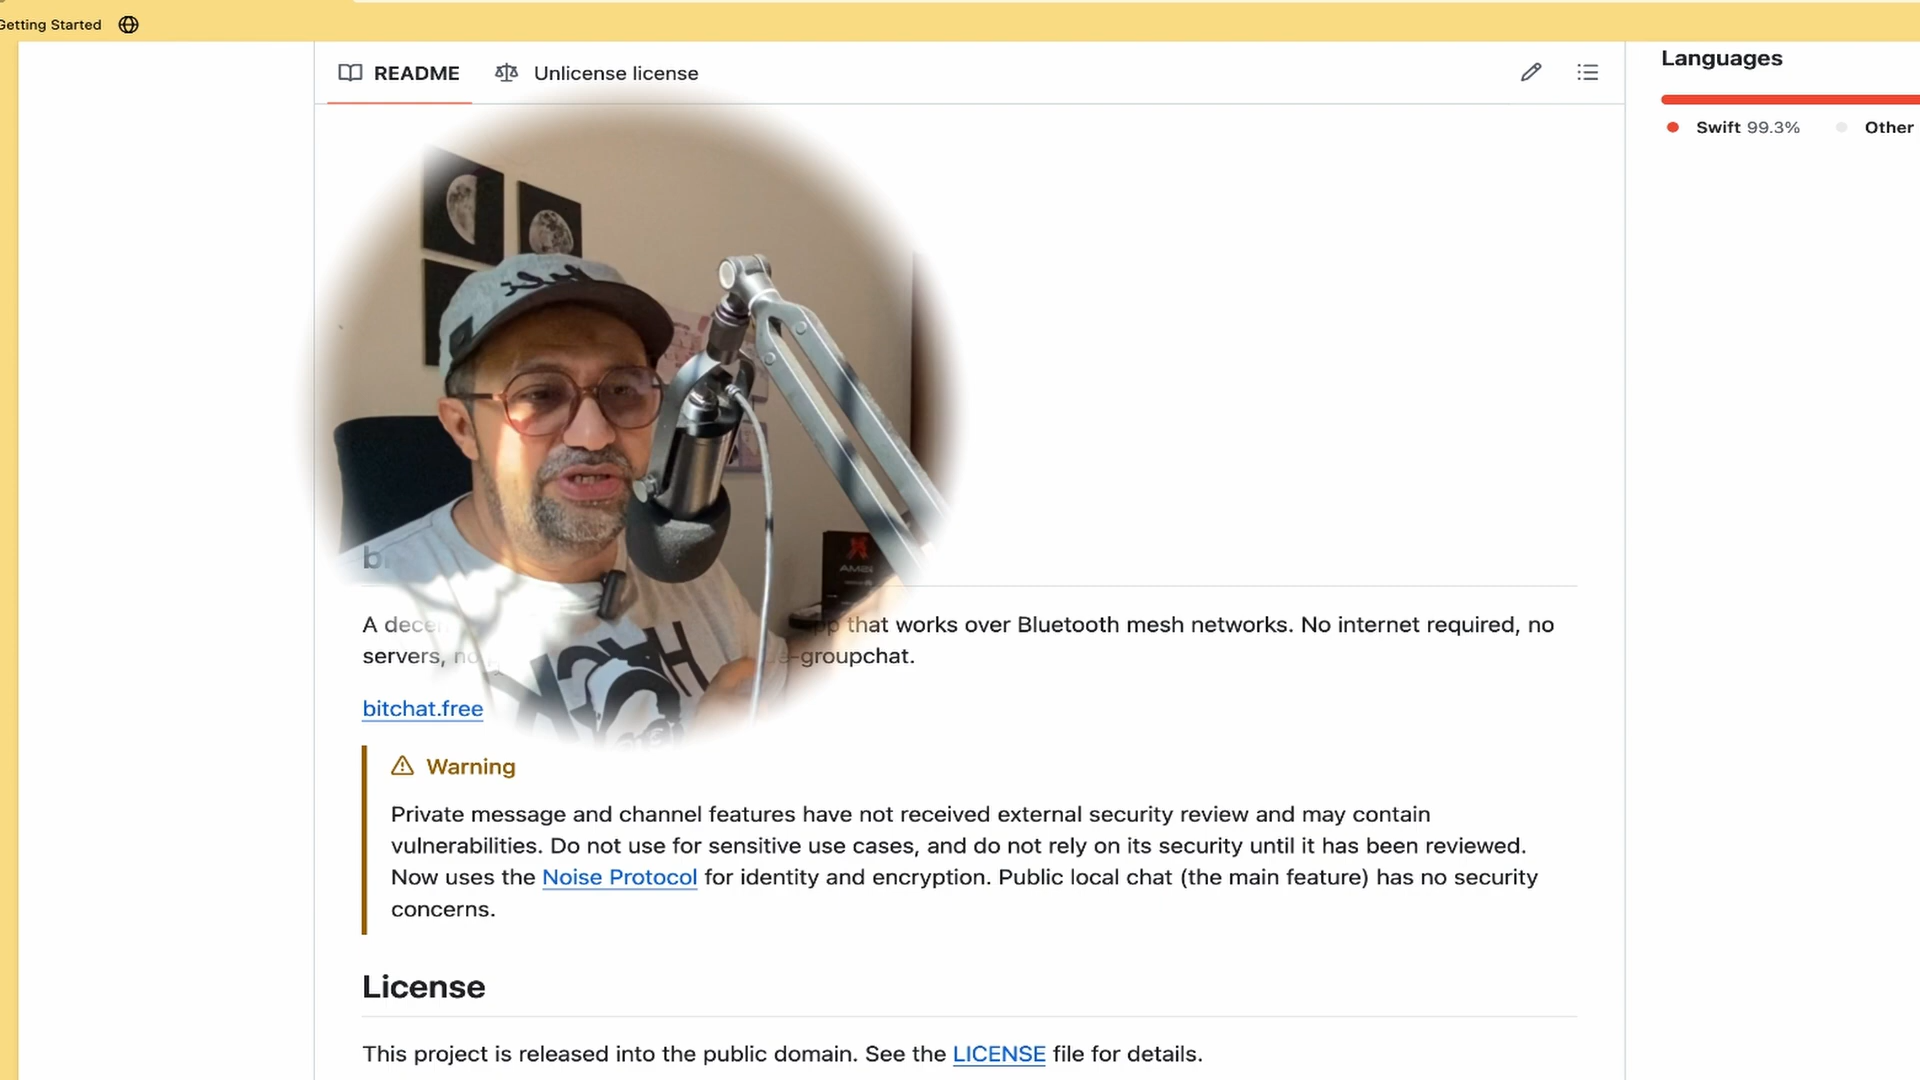 Getting Started
README Unlicense license
Languages
Swift 99.3% Other
AM25
A that works over Bluetooth mesh networks. No internet required, no
servers, no -groupchat.
bitchat.free
Warning
Private message and channel features have not received external security review and may contain
vulnerabilities. Do not use for sensitive use cases, and do not rely on its security until it has been reviewed.
Now uses the Noise Protocol for identity and encryption. Public local chat (the main feature) has no security
concerns.
License
This project is released into the public domain. See the LICENSE file for details.